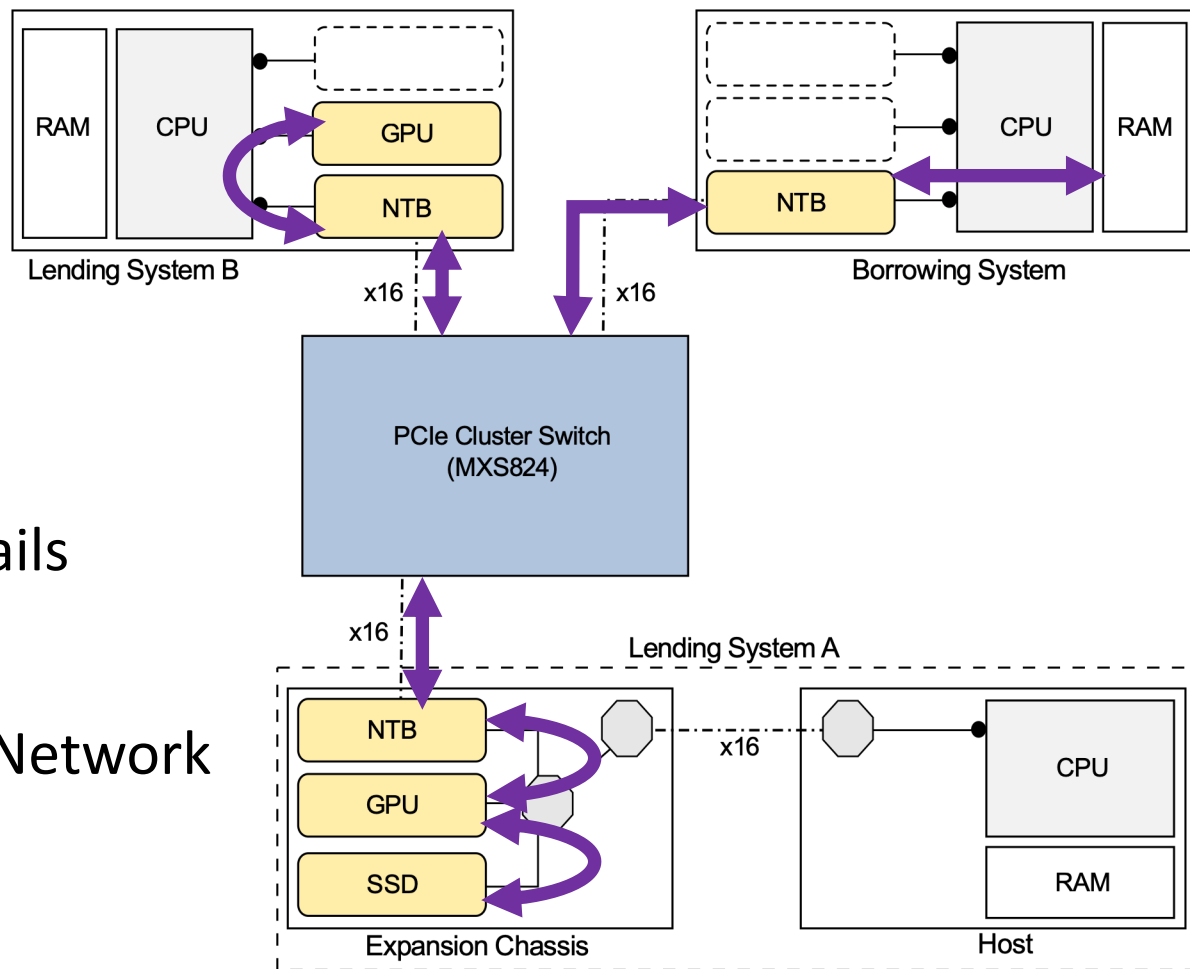 RAM
CPU
GPU
NTB
Lending System B
CPU
RAM
NTB
Borrowing System
x16
x16
PCIe Cluster Switch
(MXS824)
ails
x16
Lending System A
Network
NTB
GPU
SSD
x16
CPU
RAM
Expansion Chassis
Host